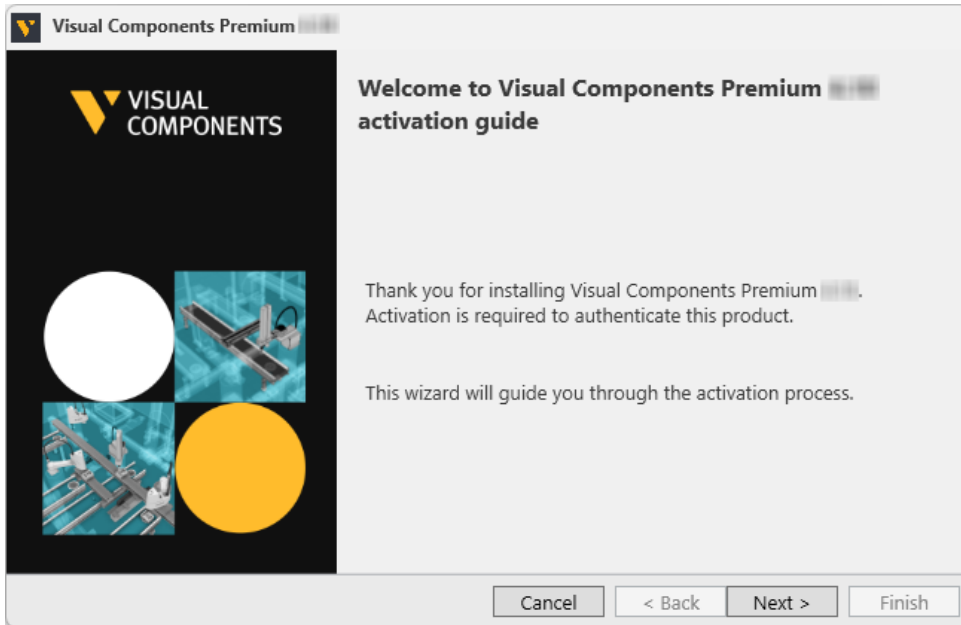 Visual Components Premium
VISUAL
COMPONENTS
Welcome to Visual Components Premium
activation guide
Thank you for installing Visual Components Premium .
Activation is required to authenticate this product.
This wizard will guide you through the activation process.
Cancel
< Back
Next >
Finish